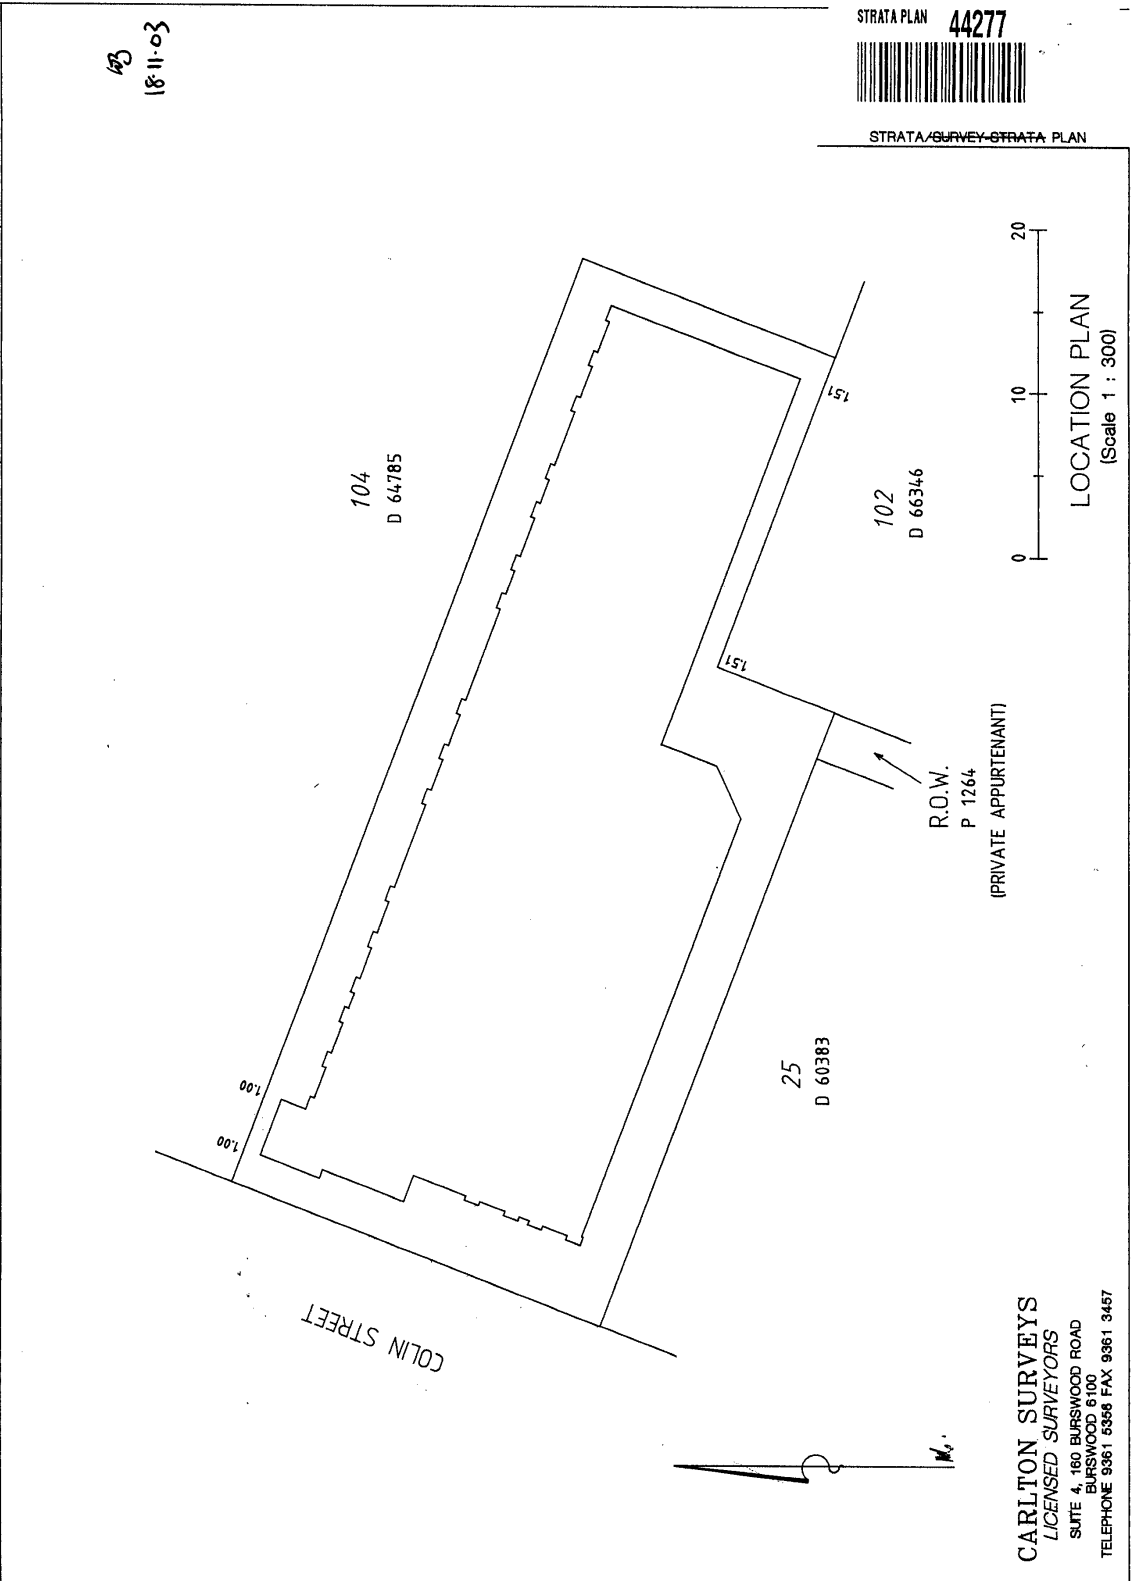 STRATA PLAN 44277
STRATA/SURVEY-STRATA PLAN
18·11·03
104
D 64785
102
D 66346
25
D 60383
1.00
1.00
1.51
1.51
R.O.W.
P 1264
(PRIVATE APPURTENANT)
COLIN STREET
0 10 20
LOCATION PLAN
(Scale 1 : 300)
CARLTON SURVEYS
LICENSED SURVEYORS
SUITE 4, 160 BURSWOOD ROAD
BURSWOOD 6100
TELEPHONE 9361 5358 FAX 9361 3457